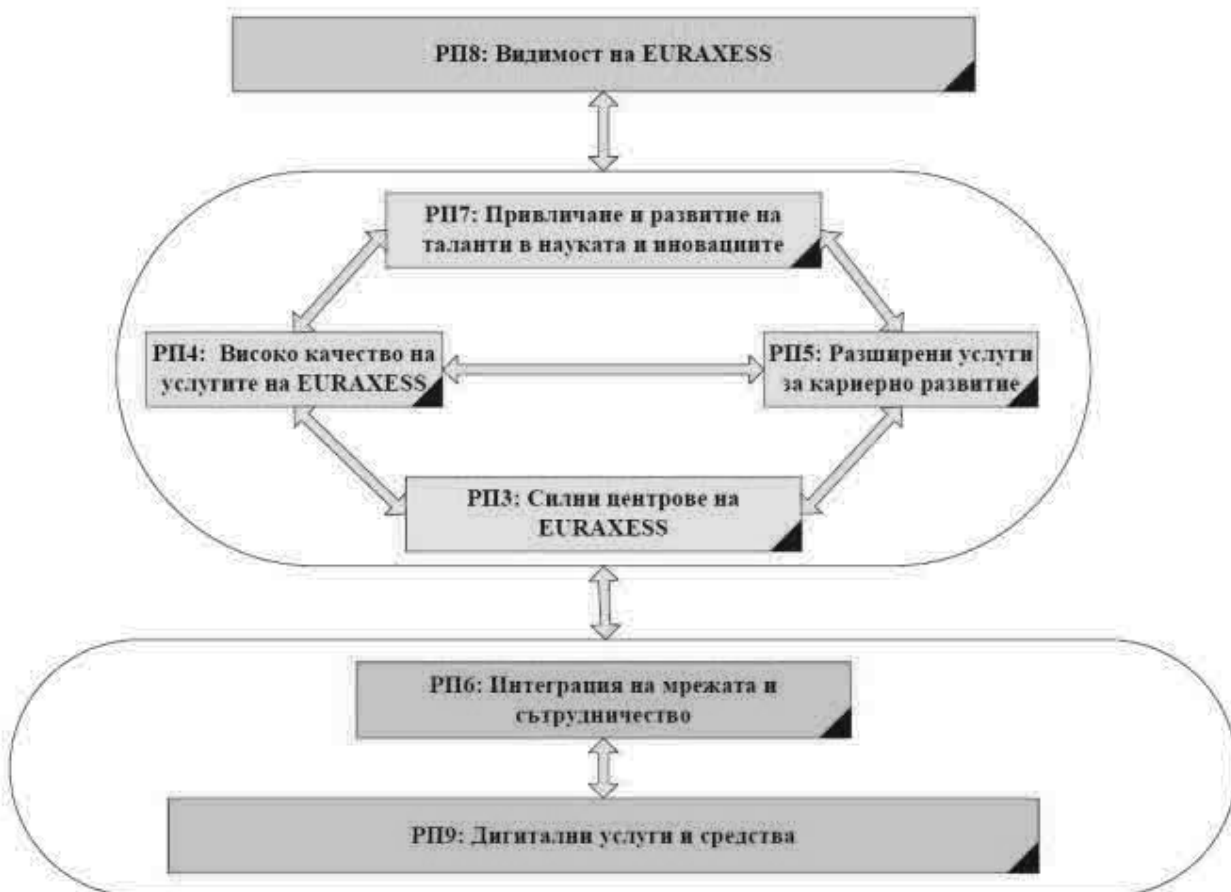 РП8: Видимост на EURAXESS
РП7: Привличане и развитие на
таланти в науката и иновациите
РП4: Високо качество на
услугите на EURAXESS
РП5: Разширени услуги
за кариерно развитие
РП3: Силни центрове на
EURAXESS
РП6: Интеграция на мрежата и
сътрудничество
РП9: Дигитални услуги и средства